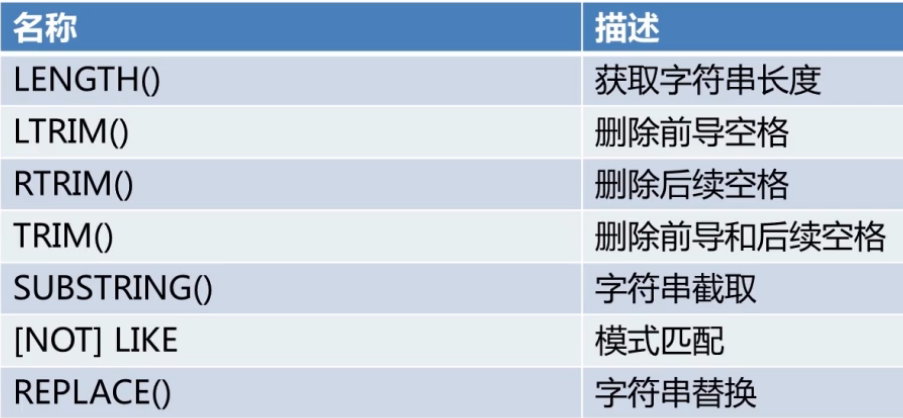 名称 描述
LENGTH() 获取字符串长度
LTRIM() 删除前导空格
RTRIM() 删除后续空格
TRIM() 删除前导和后续空格
SUBSTRING() 字符串截取
[NOT] LIKE 模式匹配
REPLACE() 字符串替换